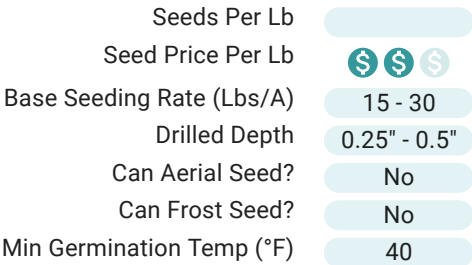 Seeds Per Lb
Seed Price Per Lb $ $ $
Base Seeding Rate (Lbs/A) 15 - 30
Drilled Depth 0.25" - 0.5"
Can Aerial Seed? No
Can Frost Seed? No
Min Germination Temp (°F) 40